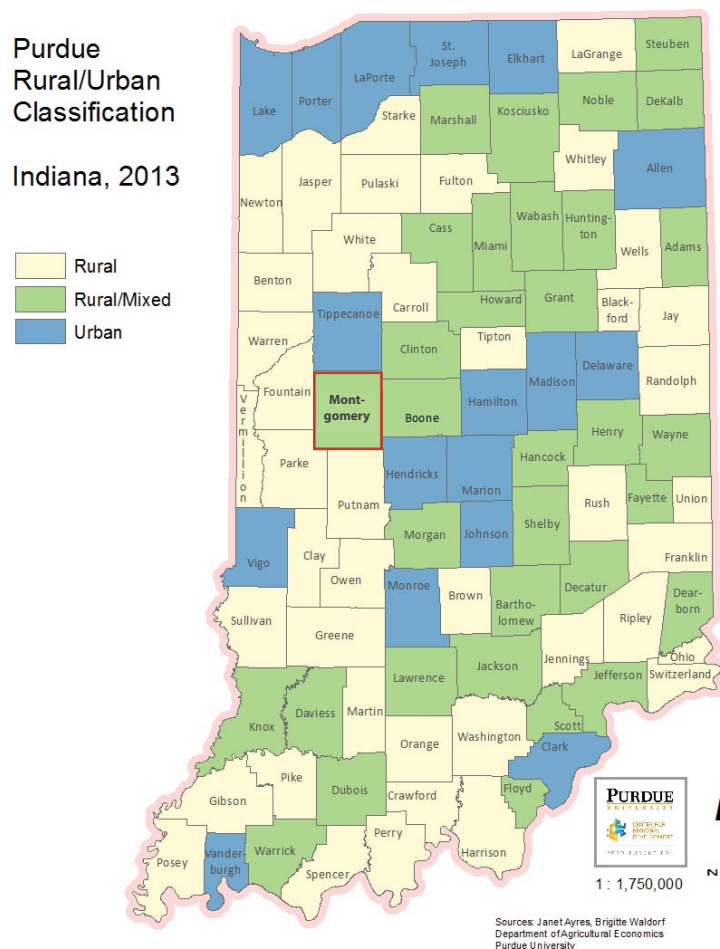 Purdue
Rural/Urban
Classification
Indiana, 2013
Rural
Rural/Mixed
Urban
Lake
Porter
LaPorte
St.
Joseph
Elkhart
LaGrange
Steuben
Noble
DeKalb
Starke
Marshall
Kosciusko
Whitley
Allen
Newton
Jasper
Pulaski
Fulton
White
Cass
Miami
Wabash
Hunting-
ton
Wells
Adams
Benton
Carroll
Howard
Grant
Black-
ford
Jay
Tippecanoe
Warren
Clinton
Tipton
Fountain
Mont-
gomery
Boone
Hamilton
Madison
Delaware
Randolph
Vermillion
Parke
Putnam
Hendricks
Marion
Hancock
Henry
Wayne
Fayette
Union
Rush
Shelby
Johnson
Morgan
Vigo
Clay
Owen
Monroe
Brown
Bartho-
lomew
Decatur
Franklin
Dear-
born
Ripley
Ohio
Switzerland
Jennings
Jefferson
Sullivan
Greene
Lawrence
Jackson
Scott
Clark
Knox
Daviess
Martin
Orange
Washington
Floyd
Harrison
Crawford
Dubois
Pike
Gibson
Posey
Vander-
burgh
Warrick
Spencer
Perry
PURDUE
UNIVERSITY
CENTER FOR
REGIONAL
DEVELOPMENT
1 : 1,750,000
z
Sources: Janet Ayres, Brigitte Waldorf
Department of Agricultural Economics
Purdue University